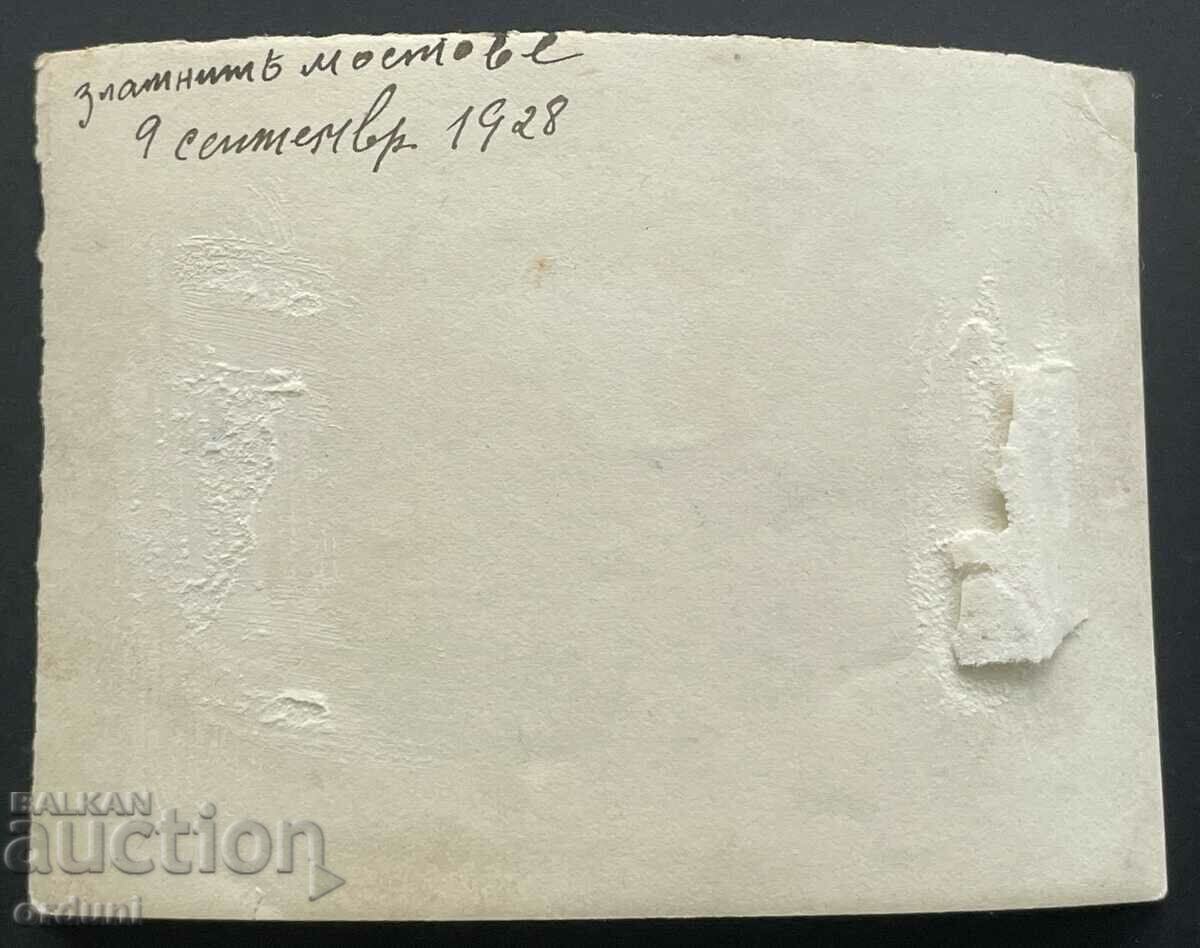 златнитѣ мостове
9 септемвр. 1928
BALKAN
auction
orduni